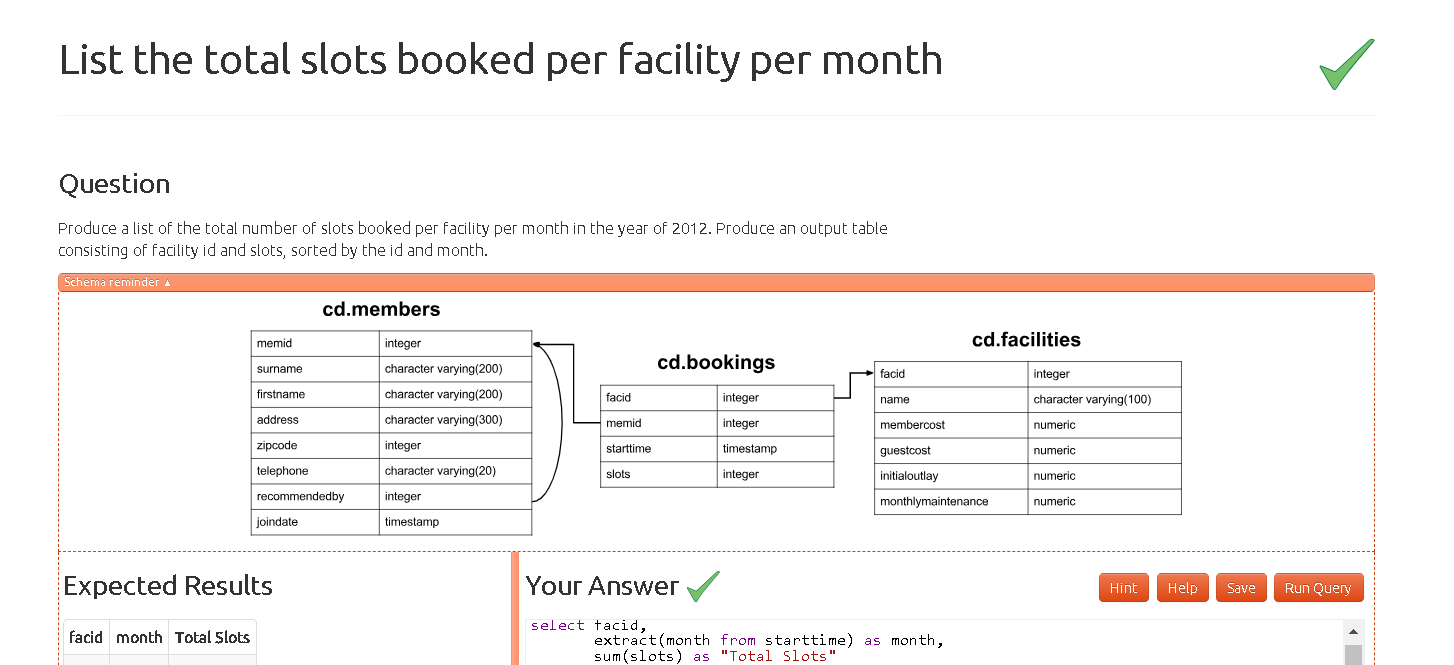 List the total slots booked per facility per month
Question
Produce a list of the total number of slots booked per facility per month in the year of 2012. Produce an output table
consisting of facility id and slots, sorted by the id and month.
Schema reminder ▲
cd.members
memid integer
surname character varying(200)
firstname character varying(200)
address character varying(300)
zipcode integer
telephone character varying(20)
recommendedby integer
joindate timestamp
cd.bookings
facid integer
memid integer
starttime timestamp
slots integer
cd.facilities
facid integer
name character varying(100)
membercost numeric
guestcost numeric
initialoutlay numeric
monthlymaintenance numeric
Expected Results
facid month Total Slots
Your Answer
Hint Help Save Run Query
select facid,
extract(month from starttime) as month,
sum(slots) as "Total Slots"